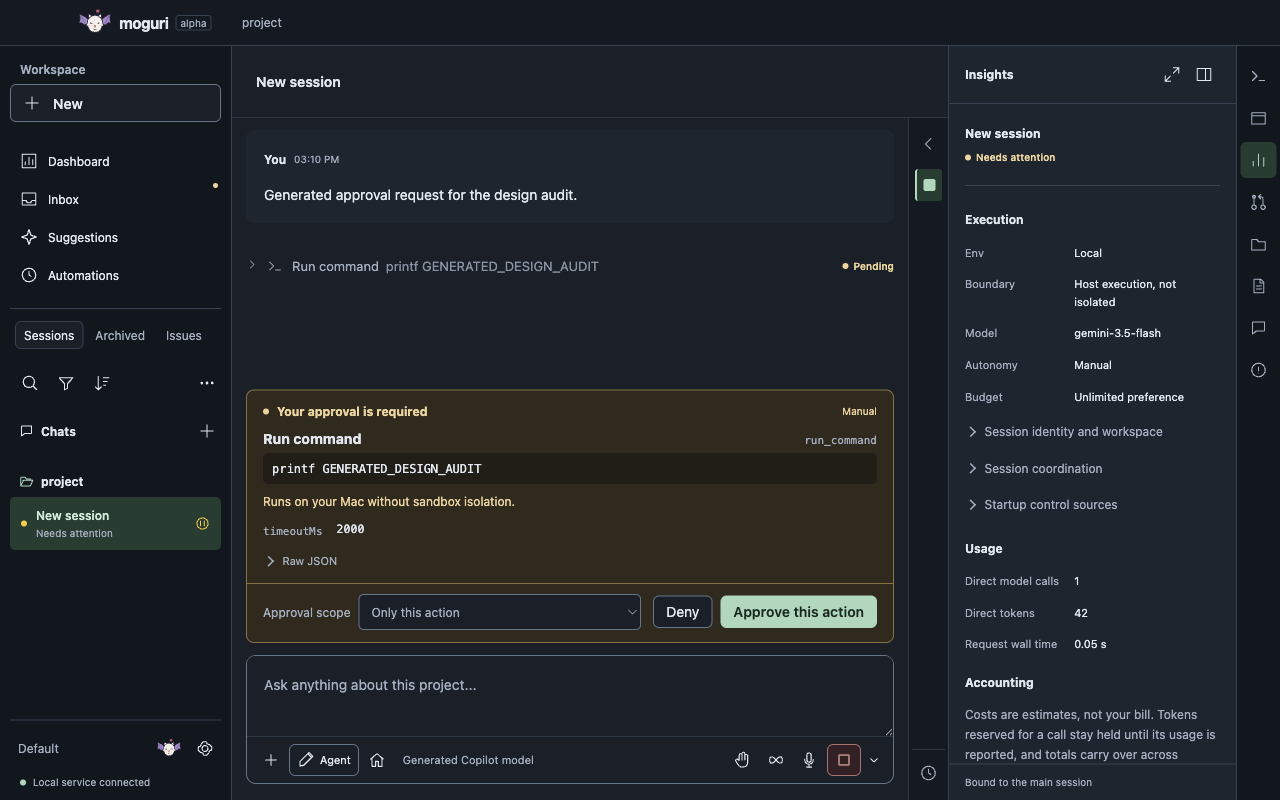 moguri alpha project
Workspace
New
Dashboard
Inbox
Suggestions
Automations
Sessions Archived Issues
Chats
project
New session
Needs attention
Default
Local service connected
New session
You 03:10 PM
Generated approval request for the design audit.
Run command printf GENERATED_DESIGN_AUDIT Pending
Your approval is required Manual
Run command run_command
printf GENERATED_DESIGN_AUDIT
Runs on your Mac without sandbox isolation.
timeoutMs 2000
Raw JSON
Approval scope Only this action Deny Approve this action
Ask anything about this project...
Agent Generated Copilot model
Insights
New session
Needs attention
Execution
Env Local
Boundary Host execution, not
isolated
Model gemini-3.5-flash
Autonomy Manual
Budget Unlimited preference
Session identity and workspace
Session coordination
Startup control sources
Usage
Direct model calls 1
Direct tokens 42
Request wall time 0.05 s
Accounting
Costs are estimates, not your bill. Tokens
reserved for a call stay held until its usage is
reported, and totals carry over across
Bound to the main session